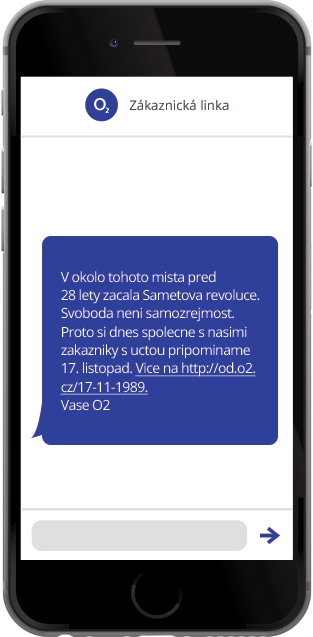 O2 Zákaznická linka
V okolo tohoto mista pred
28 lety zacala Sametova revoluce.
Svoboda neni samozrejmost.
Proto si dnes spolecne s nasimi
zakazniky s uctou pripominame
17. listopad. Vice na http://od.o2.
cz/17-11-1989.
Vase O2